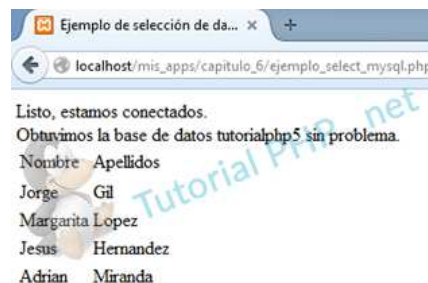 Ejemplo de selección de da... × +
localhost/mis_apps/capitulo_6/ejemplo_select_mysql.php
Listo, estamos conectados.
Obtuvimos la base de datos tutorialphp5 sin problema.
Nombre Apellidos
Jorge Gil
Margarita Lopez
Jesus Hernandez
Adrian Miranda
Tutorial PHP . net